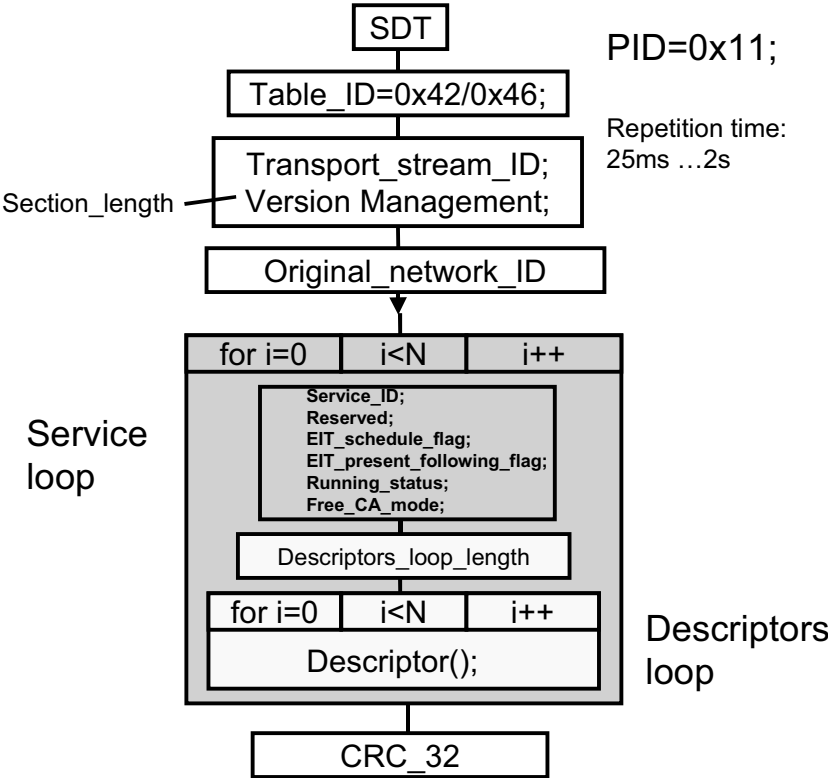 SDT
PID=0x11;
Table_ID=0x42/0x46;
Repetition time:
25ms …2s
Transport_stream_ID;
Section_length
Version Management;
Original_network_ID
for i=0 i<N i++
Service
loop
Service_ID;
Reserved;
EIT_schedule_flag;
EIT_present_following_flag;
Running_status;
Free_CA_mode;
Descriptors_loop_length
for i=0 i<N i++
Descriptor();
Descriptors
loop
CRC_32